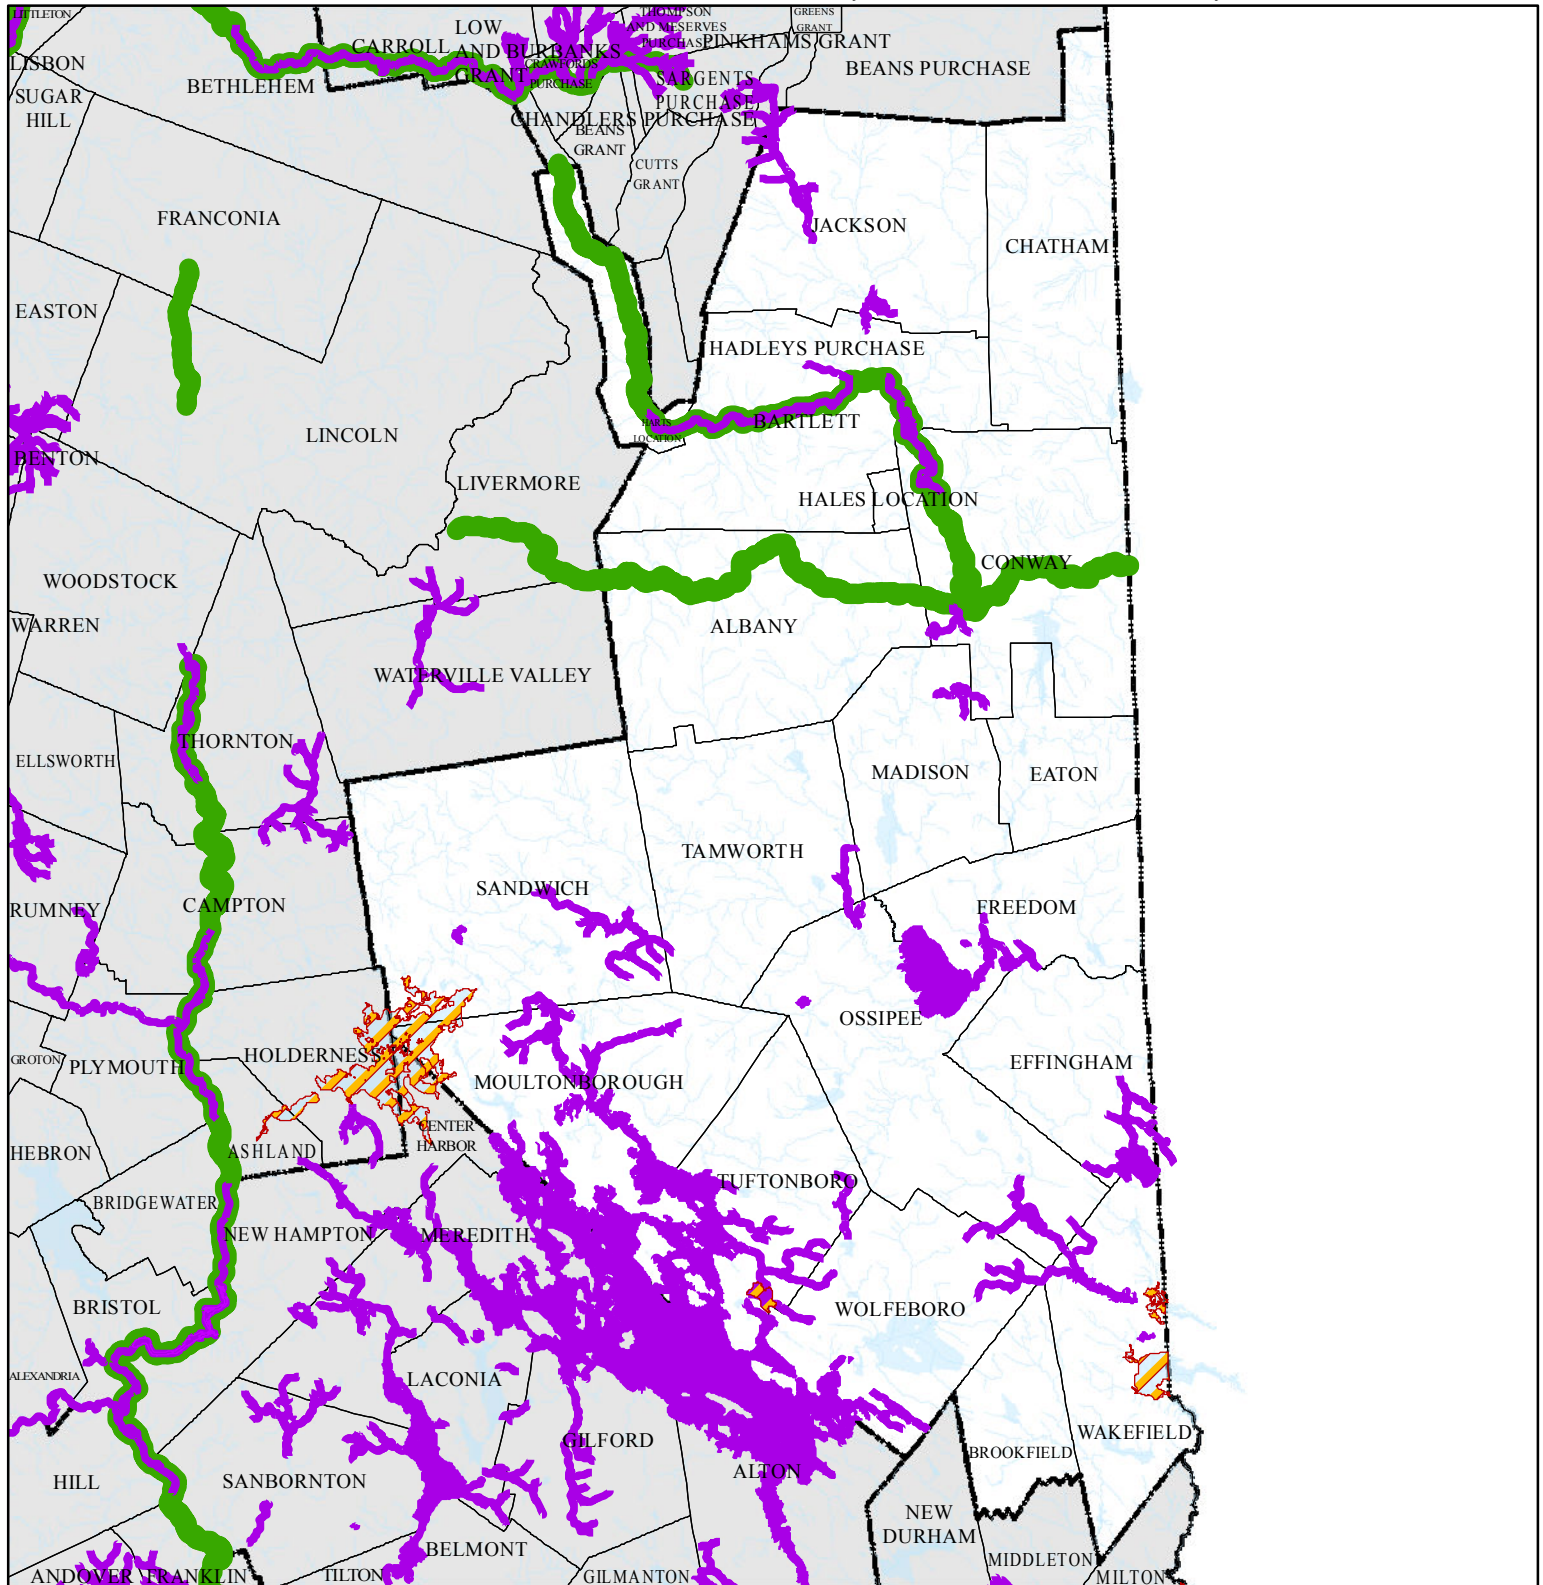 LITTLETON
LOW
AND BURBANKS
GRANT
THOMPSON
AND MESERVES
PURCHASE
GREENS
GRANT
CARROLL
PINKHAMS GRANT
LISBON
CRAWFORDS
PURCHASE
BEANS PURCHASE
BETHLEHEM
SARGENTS
PURCHASE
SUGAR
HILL
CHANDLERS PURCHASE
BEANS
GRANT
CUTTS
GRANT
FRANCONIA
JACKSON
CHATHAM
EASTON
HADLEYS PURCHASE
LINCOLN
HARTS
LOCATION
BARTLETT
BENTON
LIVERMORE
HALES LOCATION
CONWAY
WOODSTOCK
WARREN
ALBANY
WATERVILLE VALLEY
THORNTON
ELLSWORTH
MADISON
EATON
TAMWORTH
SANDWICH
RUMNEY
CAMPTON
FREEDOM
OSSIPEE
GROTON
PLYMOUTH
HOLDERNESS
EFFINGHAM
MOULTONBOROUGH
CENTER
HARBOR
HEBRON
ASHLAND
TUFTONBORO
BRIDGEWATER
NEW HAMPTON
MEREDITH
BRISTOL
WOLFEBORO
ALEXANDRIA
LACONIA
WAKEFIELD
GILFORD
BROOKFIELD
HILL
SANBORNTON
ALTON
NEW
DURHAM
BELMONT
MIDDLETON
ANDOVER
FRANKLIN
TILTON
GILMANTON
MILTON